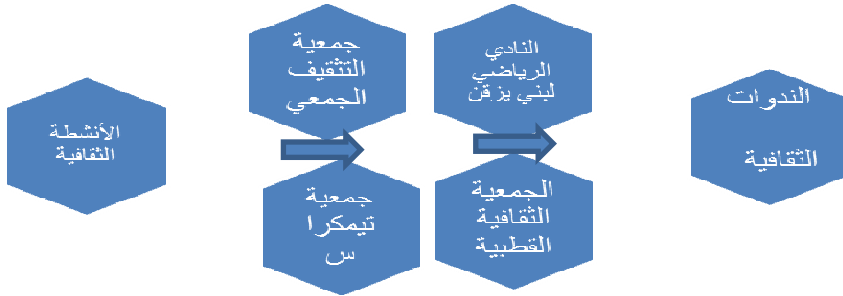 الندوات
الثقافية
النادي
الرياضي
لبني يزقن
الجمعية
الثقافية
القطبية
جمعية
التثقيف
الجمعي
جمعية
تيمكرا
س
الأنشطة
الثقافية